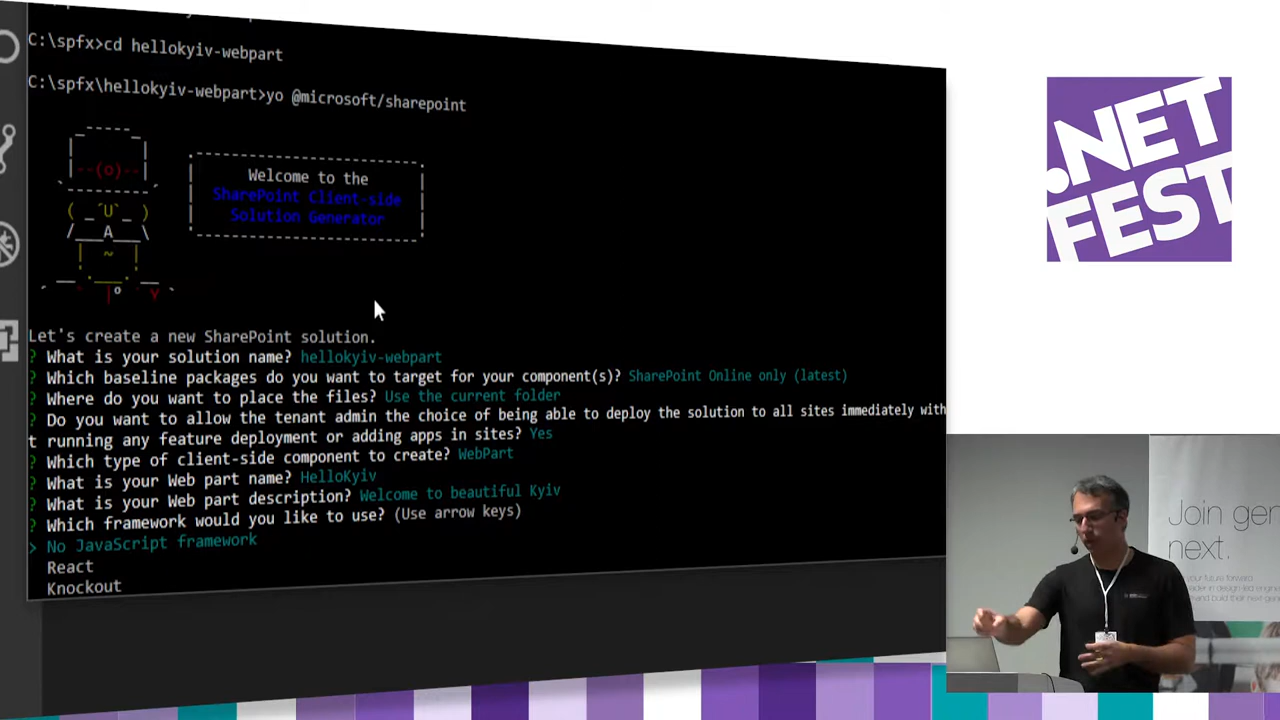 C:\spfx>cd hellokyiv-webpart
C:\spfx\hellokyiv-webpart>yo @microsoft/sharepoint
Welcome to the
SharePoint Client-side
Solution Generator
Let's create a new SharePoint solution.
? What is your solution name? hellokyiv-webpart
? Which baseline packages do you want to target for your component(s)? SharePoint Online only (latest)
? Where do you want to place the files? Use the current folder
? Do you want to allow the tenant admin the choice of being able to deploy the solution to all sites immediately with
t running any feature deployment or adding apps in sites? Yes
? Which type of client-side component to create? WebPart
? What is your Web part name? HelloKyiv
? What is your Web part description? Welcome to beautiful Kyiv
? Which framework would you like to use? (Use arrow keys)
> No JavaScript framework
React
Knockout
.NET
FEST
Join gen
next.